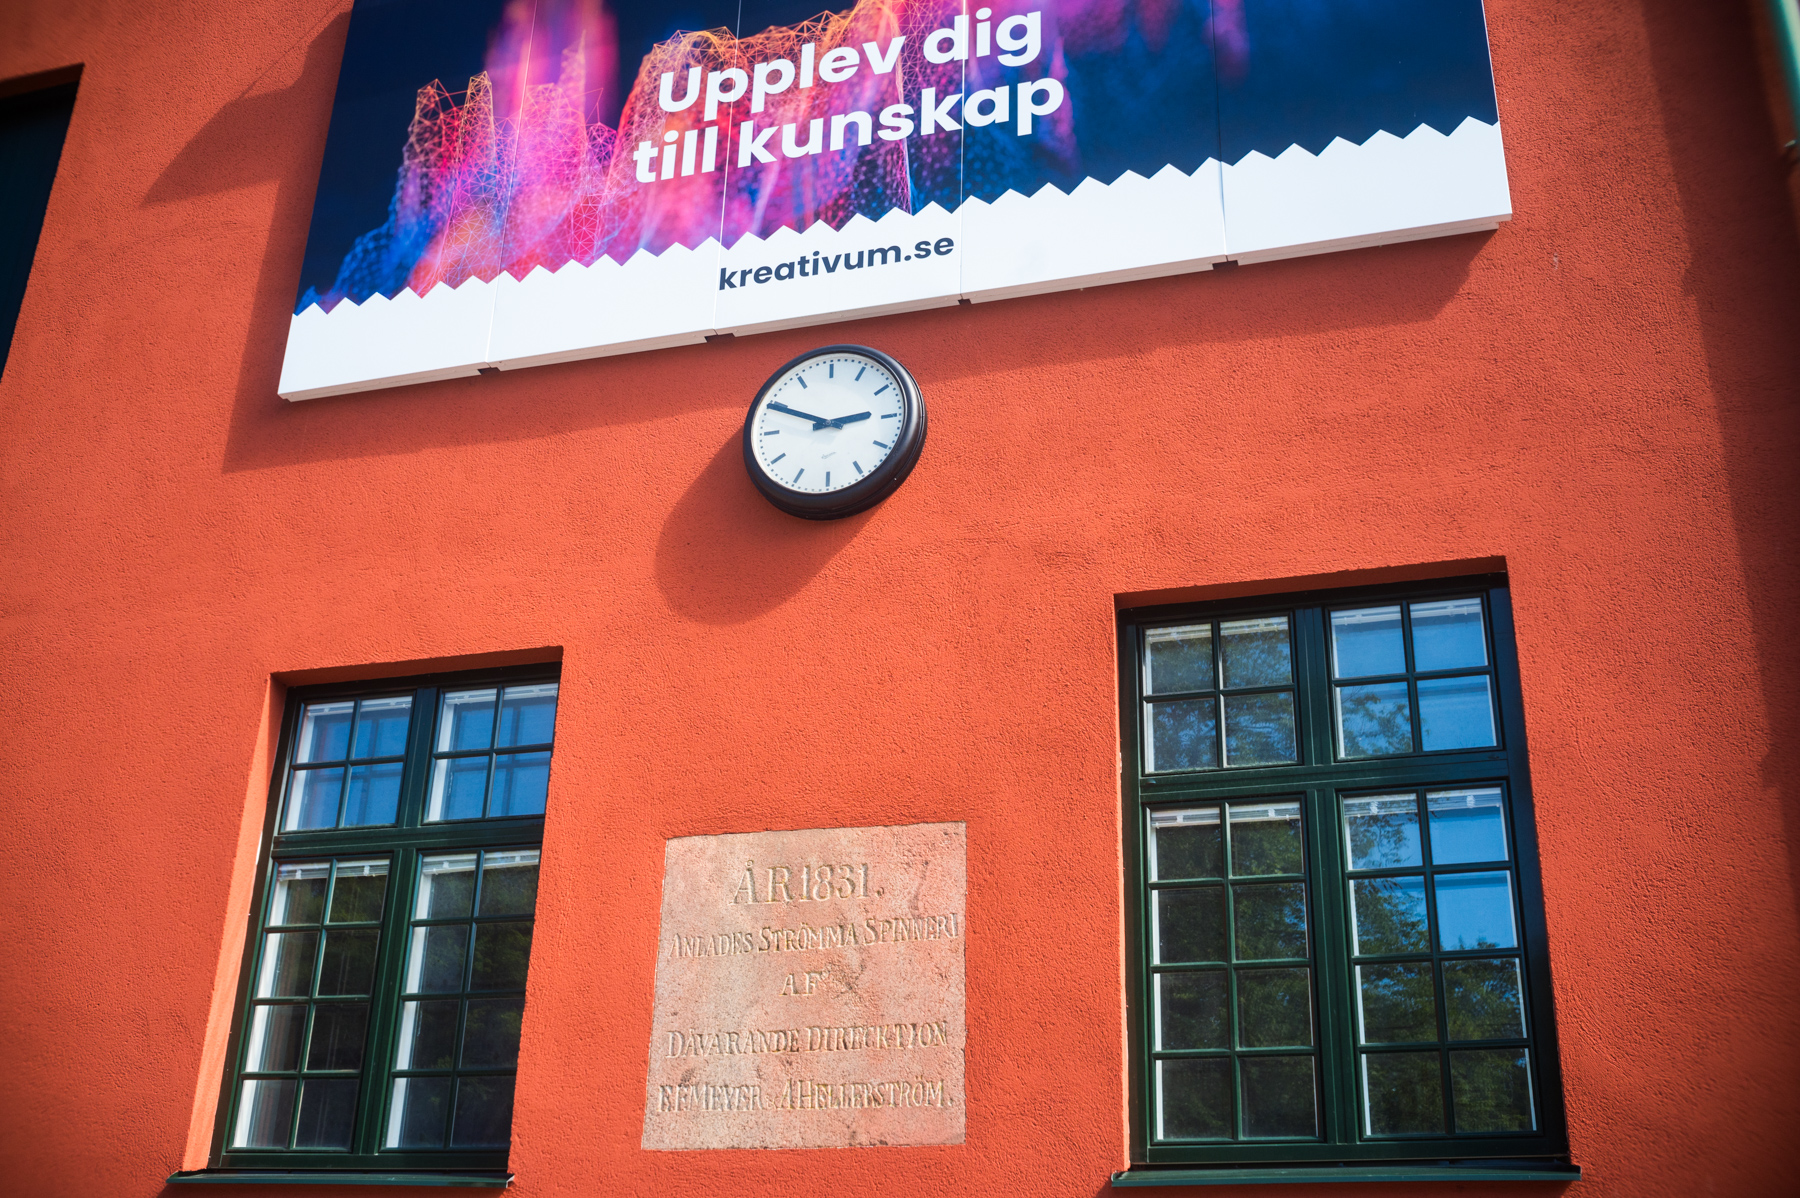 Upplev dig
till kunskap
kreativum.se
ÅR 1831.
ANLADES STRÖMMA SPINNERI
AF
DÅVARANDE DIRECKTION
A HELLERSTRÖM.